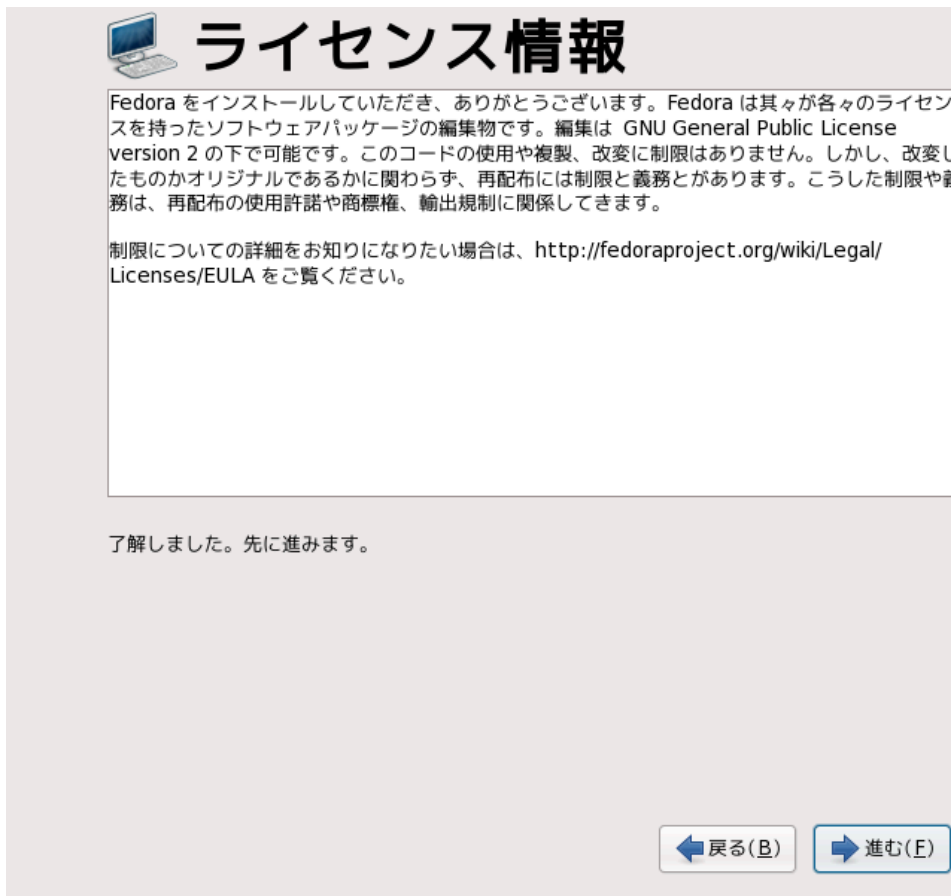 ライセンス情報
Fedora をインストールしていただき、ありがとうございます。Fedora は其々が各々のライセン
スを持ったソフトウェアパッケージの編集物です。編集は GNU General Public License
version 2 の下で可能です。このコードの使用や複製、改変に制限はありません。しかし、改変し
たものかオリジナルであるかに関わらず、再配布には制限と義務とがあります。こうした制限や義
務は、再配布の使用許諾や商標権、輸出規制に関係してきます。
制限についての詳細をお知りになりたい場合は、http://fedoraproject.org/wiki/Legal/
Licenses/EULA をご覧ください。
了解しました。先に進みます。
戻る(B)
進む(F)